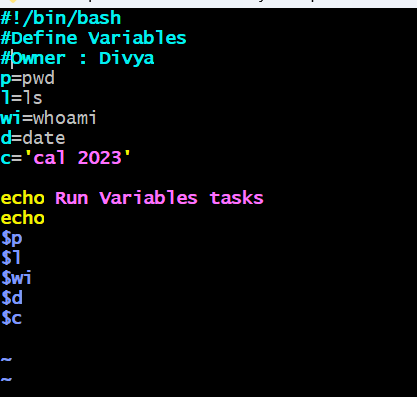 #!/bin/bash
#Define Variables
#Owner : Divya
p=pwd
l=ls
wi=whoami
d=date
c='cal 2023'
echo Run Variables tasks
echo
$p
$l
$wi
$d
$c
~
~